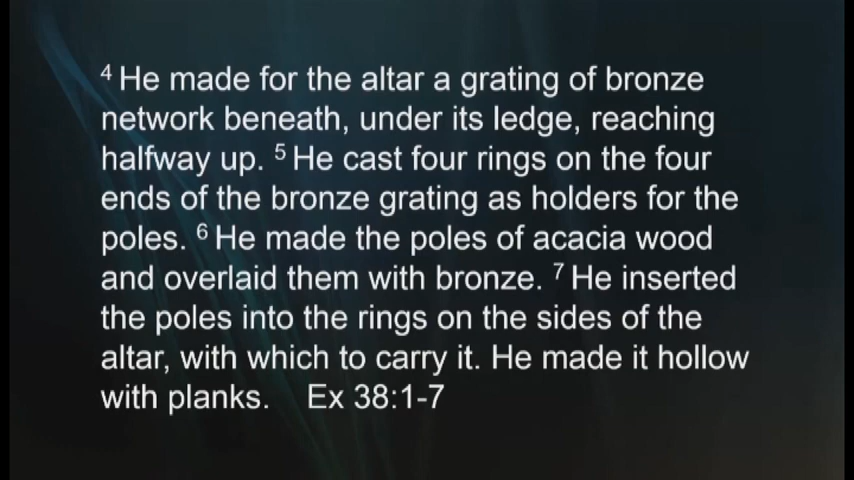 4 He made for the altar a grating of bronze
network beneath, under its ledge, reaching
halfway up. 5 He cast four rings on the four
ends of the bronze grating as holders for the
poles. 6 He made the poles of acacia wood
and overlaid them with bronze. 7 He inserted
the poles into the rings on the sides of the
altar, with which to carry it. He made it hollow
with planks. Ex 38:1-7